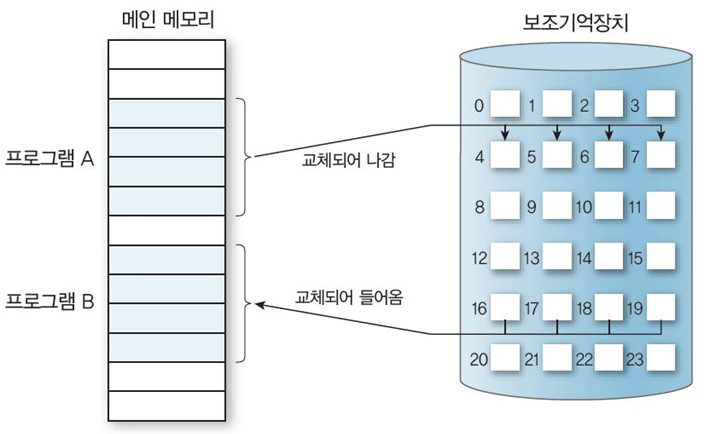 메인 메모리
보조기억장치
0 1 2 3
프로그램 A
교체되어 나감
4 5 6 7
8 9 10 11
12 13 14 15
프로그램 B
교체되어 들어옴
16 17 18 19
20 21 22 23